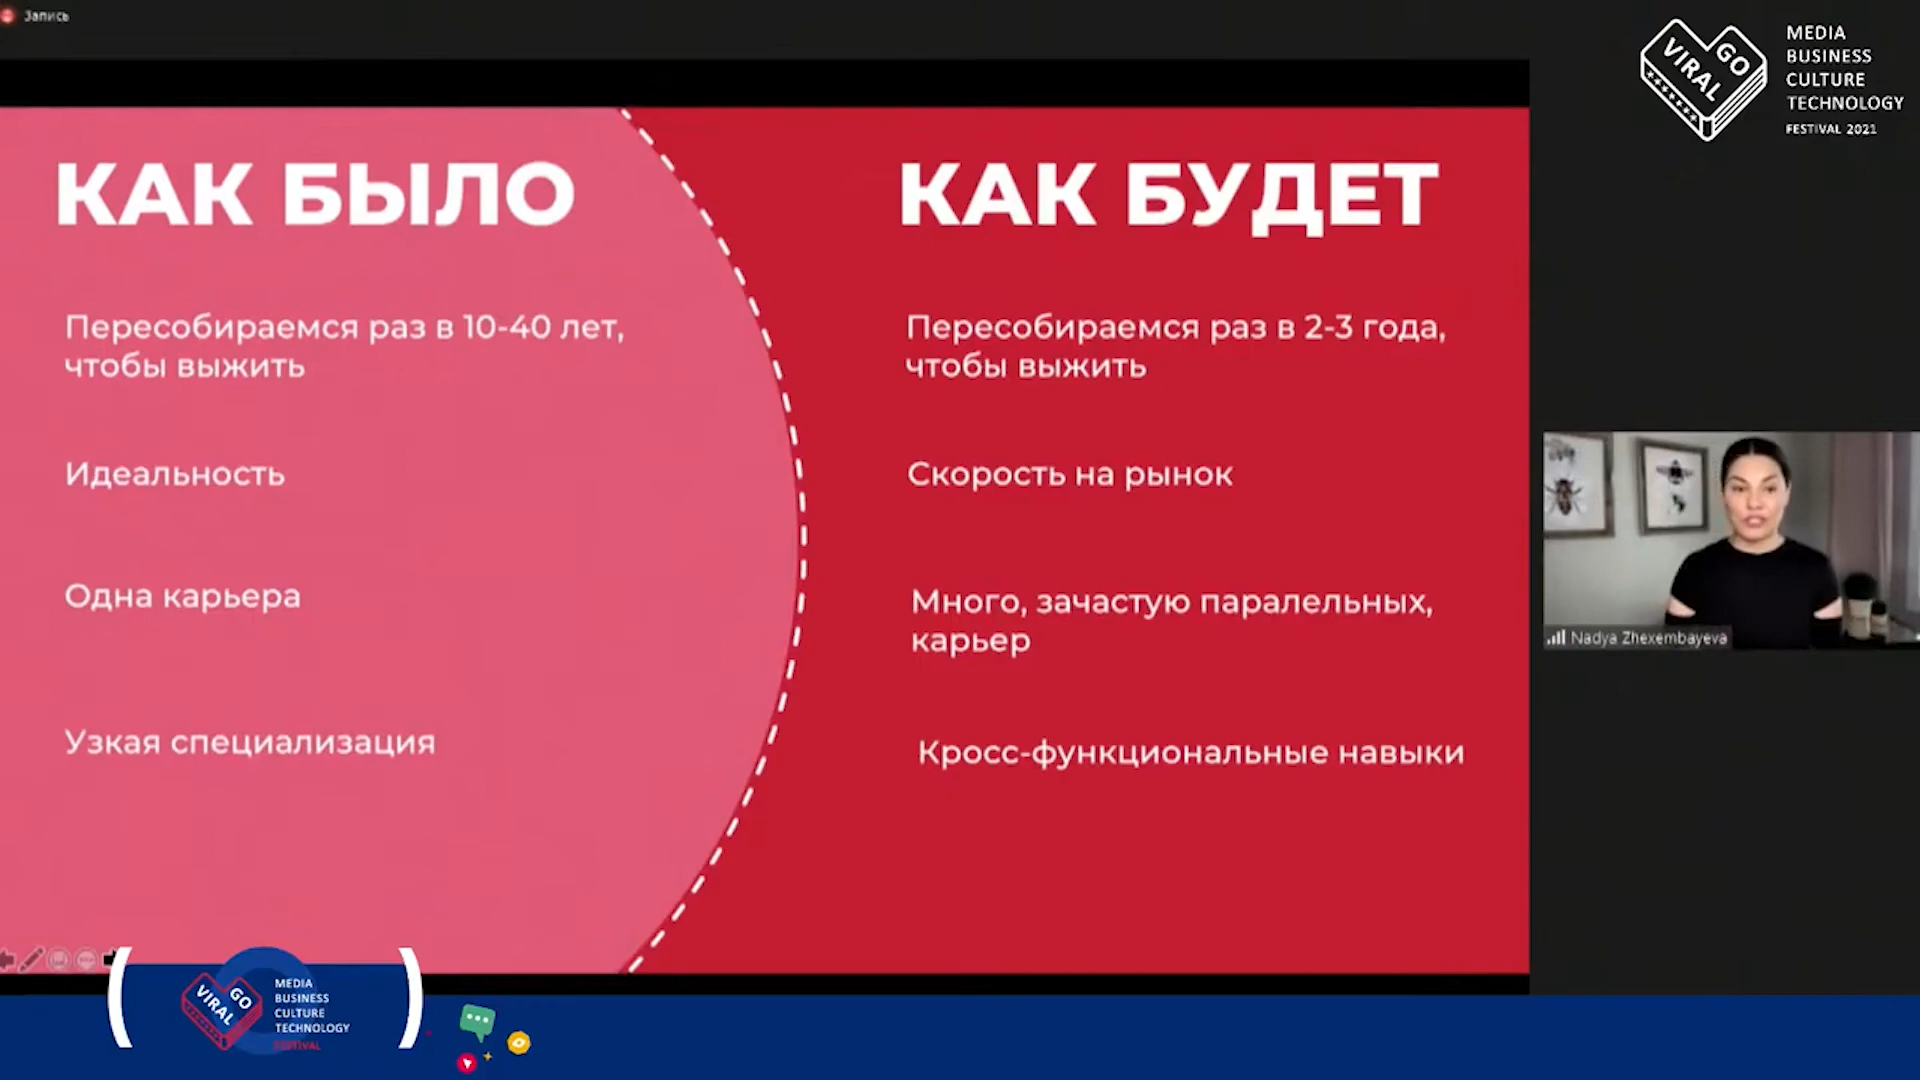 Запись
VIRAL GO
MEDIA
BUSINESS
CULTURE
TECHNOLOGY
FESTIVAL 2021
КАК БЫЛО
Пересобираемся раз в 10-40 лет,
чтобы выжить
Идеальность
Одна карьера
Узкая специализация
КАК БУДЕТ
Пересобираемся раз в 2-3 года,
чтобы выжить
Скорость на рынок
Много, зачастую паралельных,
карьер
Кросс-функциональные навыки
Nadya Zhexembayeva
VIRAL GO
MEDIA
BUSINESS
CULTURE
TECHNOLOGY
FESTIVAL